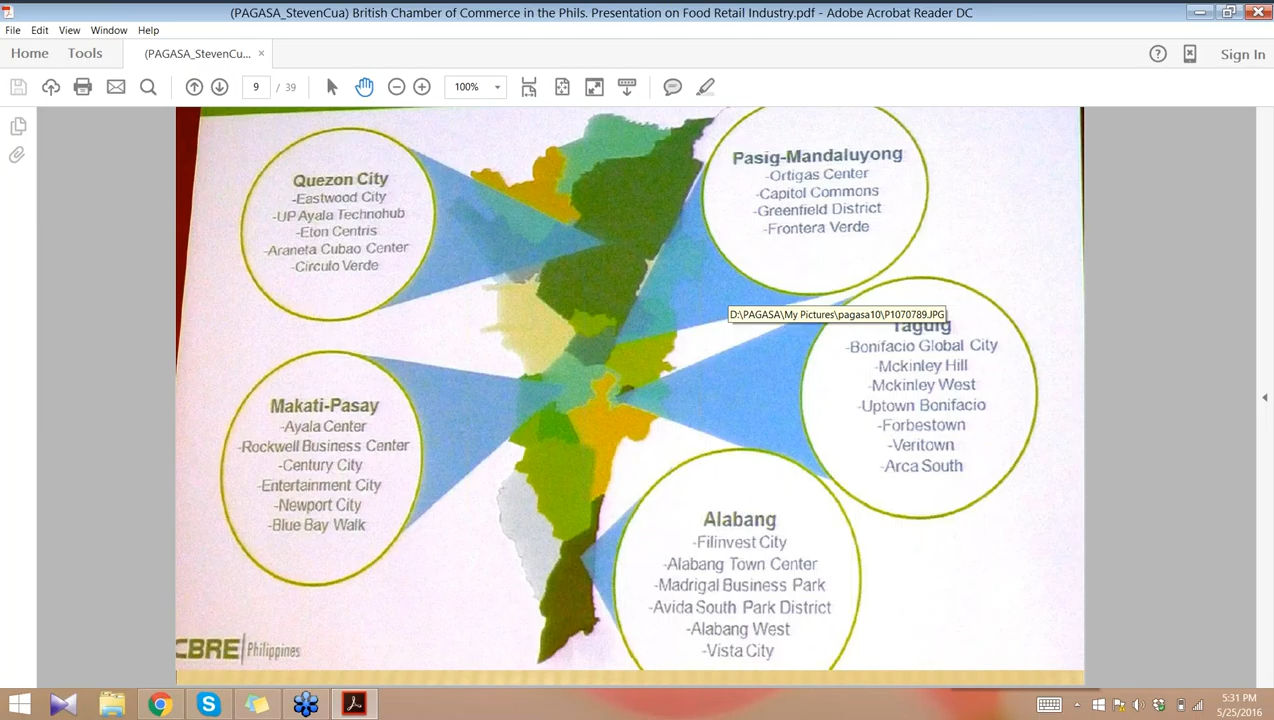 (PAGASA_StevenCua) British Chamber of Commerce in the Phils. Presentation on Food Retail Industry.pdf - Adobe Acrobat Reader DC
File Edit View Window Help
Home Tools (PAGASA_StevenCu... × Sign In
9 / 39 100%
Quezon City
-Eastwood City
-UP Ayala Technohub
-Eton Centris
-Araneta Cubao Center
-Circulo Verde
Pasig-Mandaluyong
-Ortigas Center
-Capitol Commons
-Greenfield District
-Frontera Verde
D:\PAGASA\My Pictures\pagasa10\P1070789.JPG
Taguig
-Bonifacio Global City
-Mckinley Hill
-Mckinley West
-Uptown Bonifacio
-Forbestown
-Veritown
-Arca South
Makati-Pasay
-Ayala Center
-Rockwell Business Center
-Century City
-Entertainment City
-Newport City
-Blue Bay Walk
Alabang
-Filinvest City
-Alabang Town Center
-Madrigal Business Park
-Avida South Park District
-Alabang West
-Vista City
CBRE Philippines
5:31 PM
5/25/2016